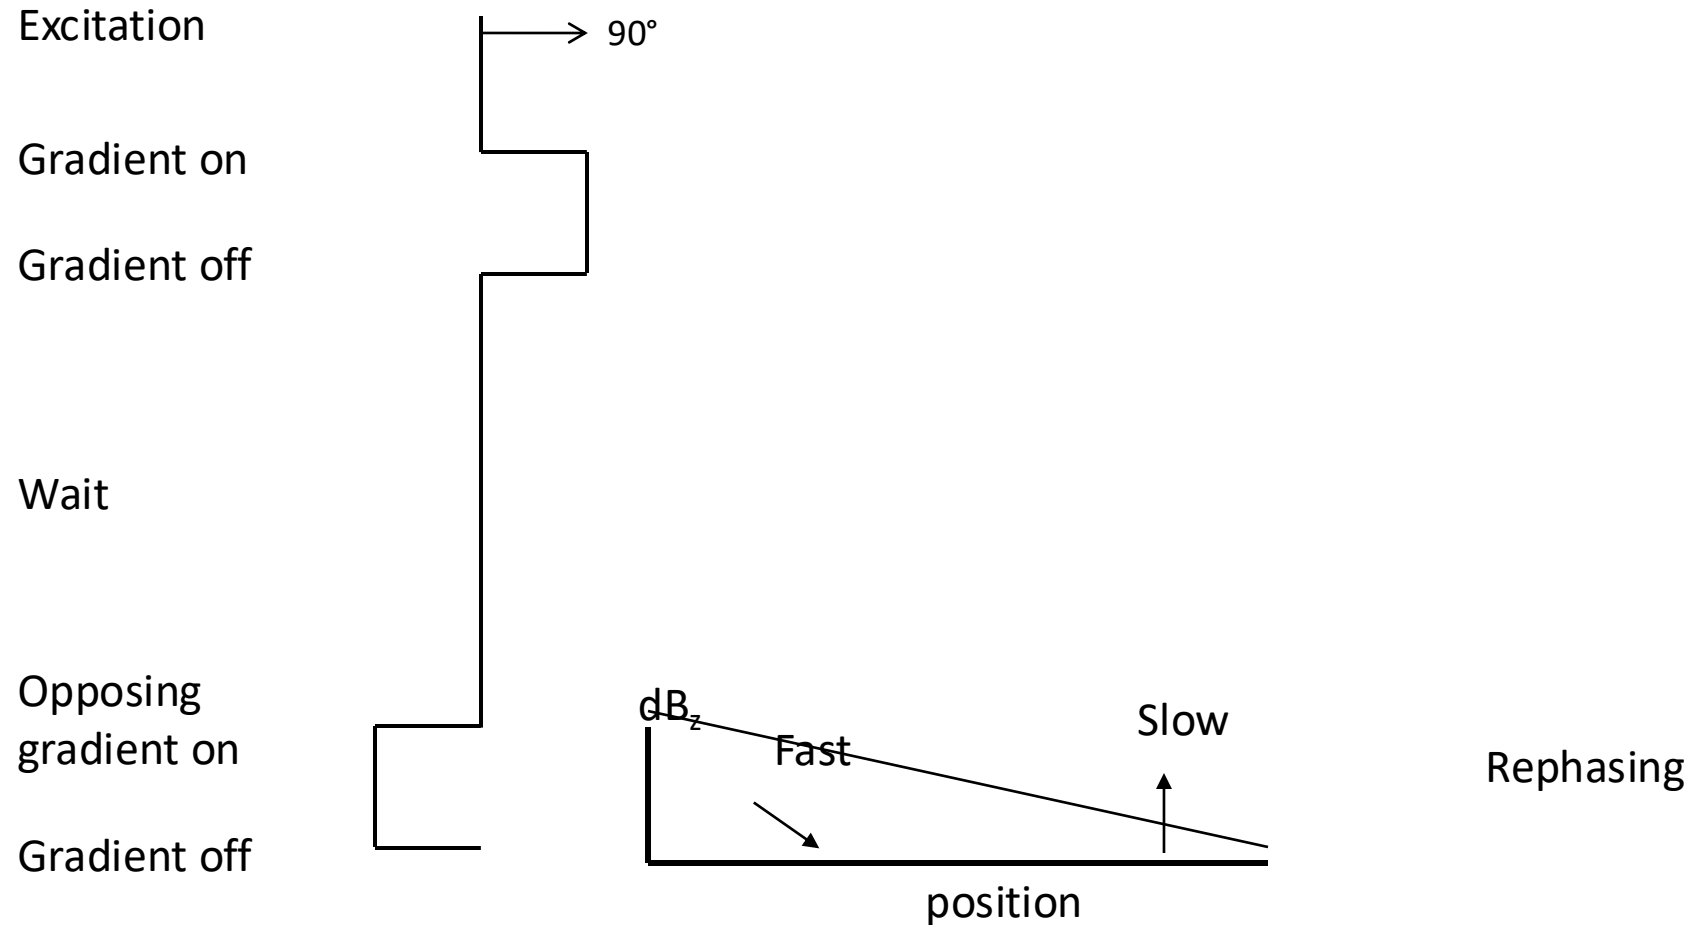 Excitation
90°
Gradient on
Gradient off
Wait
Opposing
gradient on
dBz
Fast
Slow
Rephasing
Gradient off
position